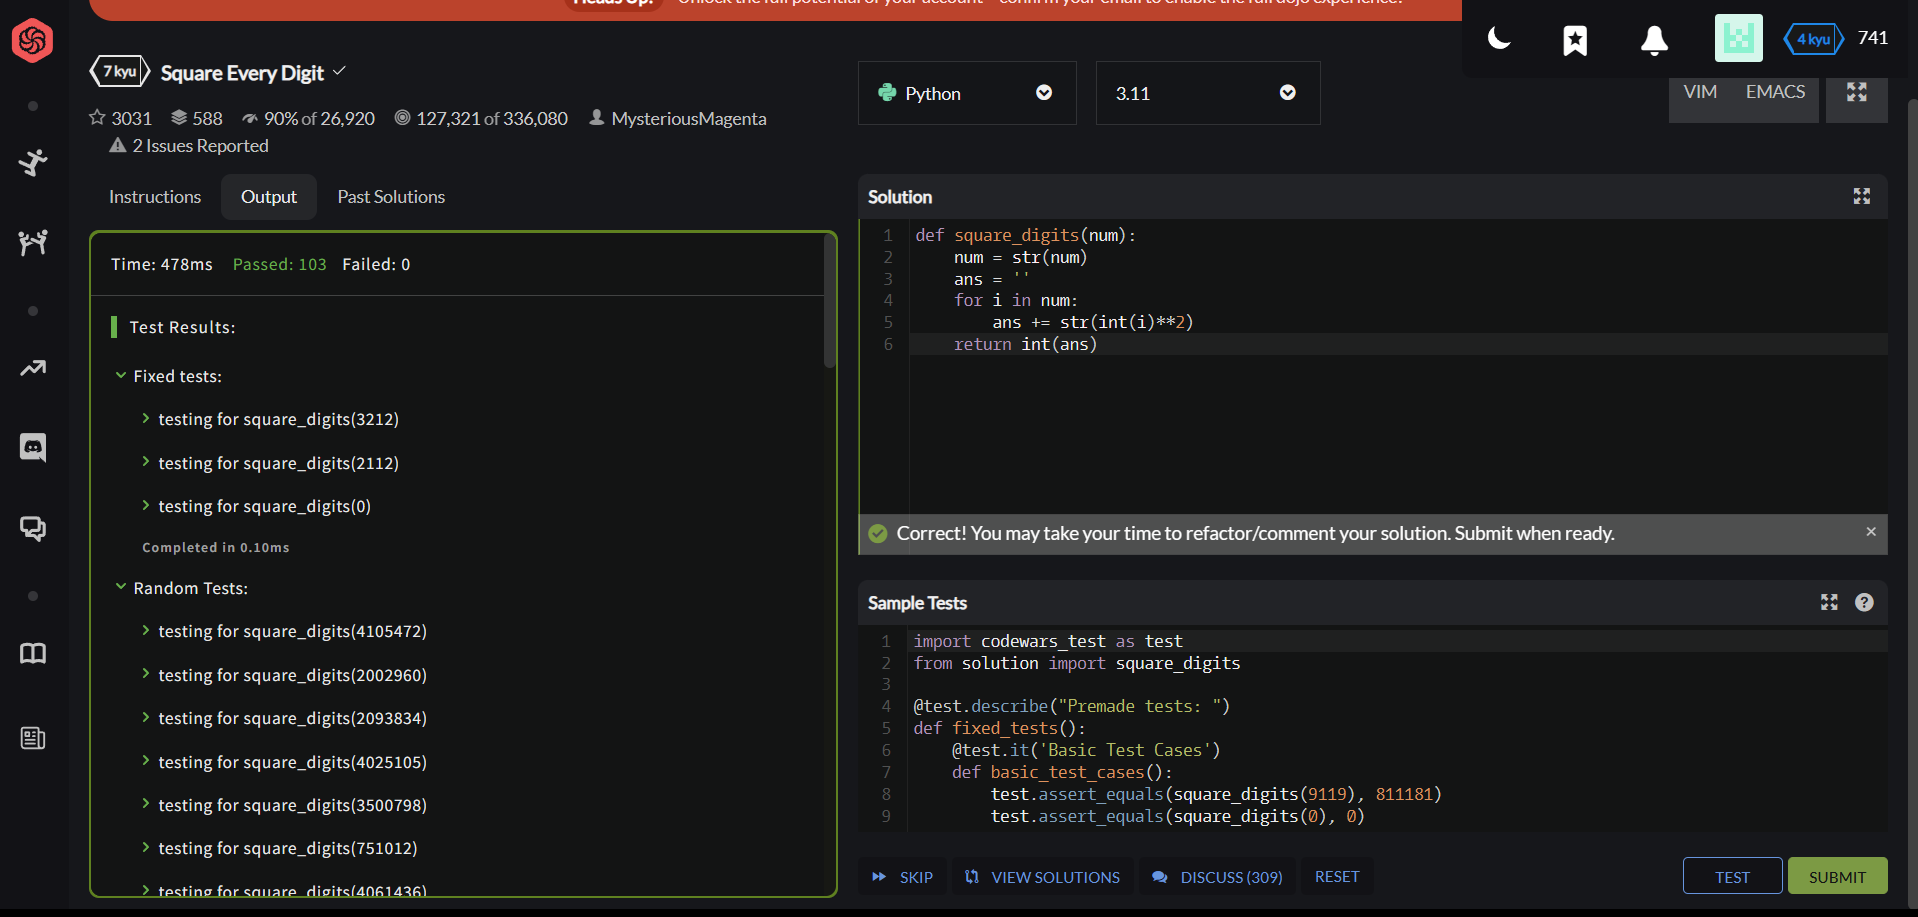 Heads Up! Unlock the full potential of your account - confirm your email to enable the full dojo experience!
4 kyu 741
7 kyu Square Every Digit
3031 588 90% of 26,920 127,321 of 336,080 MysteriousMagenta
2 Issues Reported
Python
3.11
VIM EMACS
Instructions Output Past Solutions
Time: 478ms Passed: 103 Failed: 0
Test Results:
Fixed tests:
testing for square_digits(3212)
testing for square_digits(2112)
testing for square_digits(0)
Completed in 0.10ms
Random Tests:
testing for square_digits(4105472)
testing for square_digits(2002960)
testing for square_digits(2093834)
testing for square_digits(4025105)
testing for square_digits(3500798)
testing for square_digits(751012)
testing for square_digits(4061436)
Solution
1 def square_digits(num):
2     num = str(num)
3     ans = ''
4     for i in num:
5         ans += str(int(i)**2)
6     return int(ans)
Correct! You may take your time to refactor/comment your solution. Submit when ready. ×
Sample Tests
1 import codewars_test as test
2 from solution import square_digits
3
4 @test.describe("Premade tests: ")
5 def fixed_tests():
6     @test.it('Basic Test Cases')
7     def basic_test_cases():
8         test.assert_equals(square_digits(9119), 811181)
9         test.assert_equals(square_digits(0), 0)
SKIP VIEW SOLUTIONS DISCUSS (309) RESET TEST SUBMIT